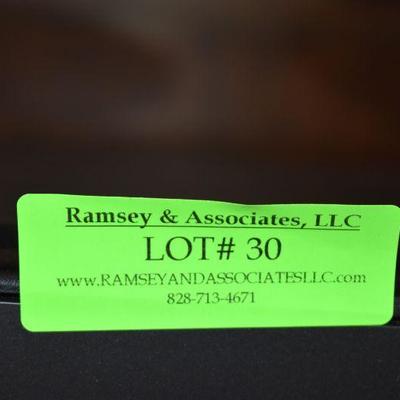 Ramsey & Associates, LLC
LOT# 30
www.RAMSEYANDASSOCIATESLLC.com
828-713-4671